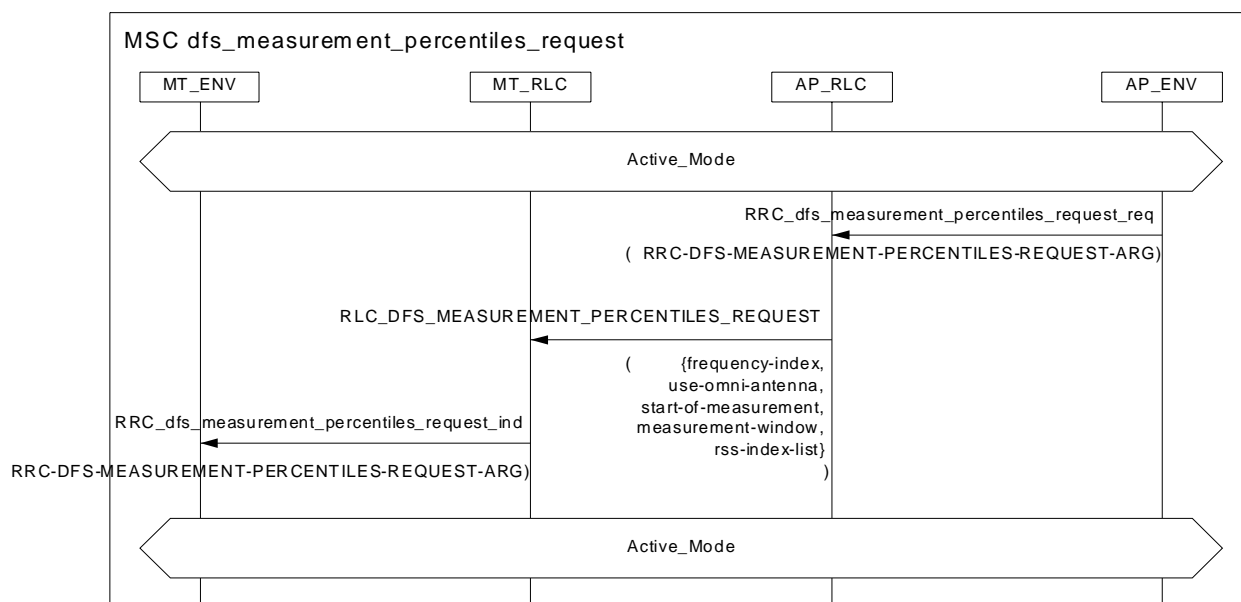 MSC dfs_measurement_percentiles_request
MT_ENV MT_RLC AP_RLC AP_ENV
Active_Mode
RRC_dfs_measurement_percentiles_request_req
( RRC-DFS-MEASUREMENT-PERCENTILES-REQUEST-ARG)
RLC_DFS_MEASUREMENT_PERCENTILES_REQUEST
( {frequency-index,
use-omni-antenna,
start-of-measurement,
measurement-window,
rss-index-list}
)
RRC_dfs_measurement_percentiles_request_ind
RRC-DFS-MEASUREMENT-PERCENTILES-REQUEST-ARG)
Active_Mode